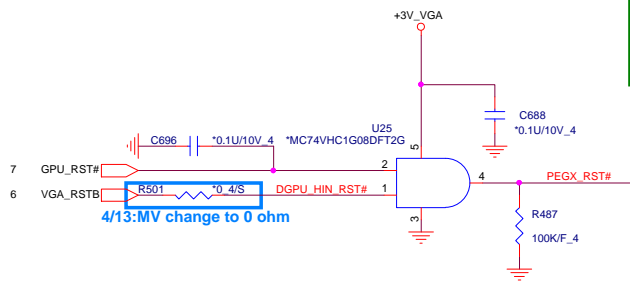 +3V_VGA
C688
*0.1U/10V_4
U25
C696
*0.1U/10V_4
*MC74VHC1G08DFT2G
5
7
GPU_RST#
2
6
VGA_RSTB
R501
*0_4/S
DGPU_HIN_RST#
1
4
PEGX_RST#
4/13:MV change to 0 ohm
3
R487
100K/F_4